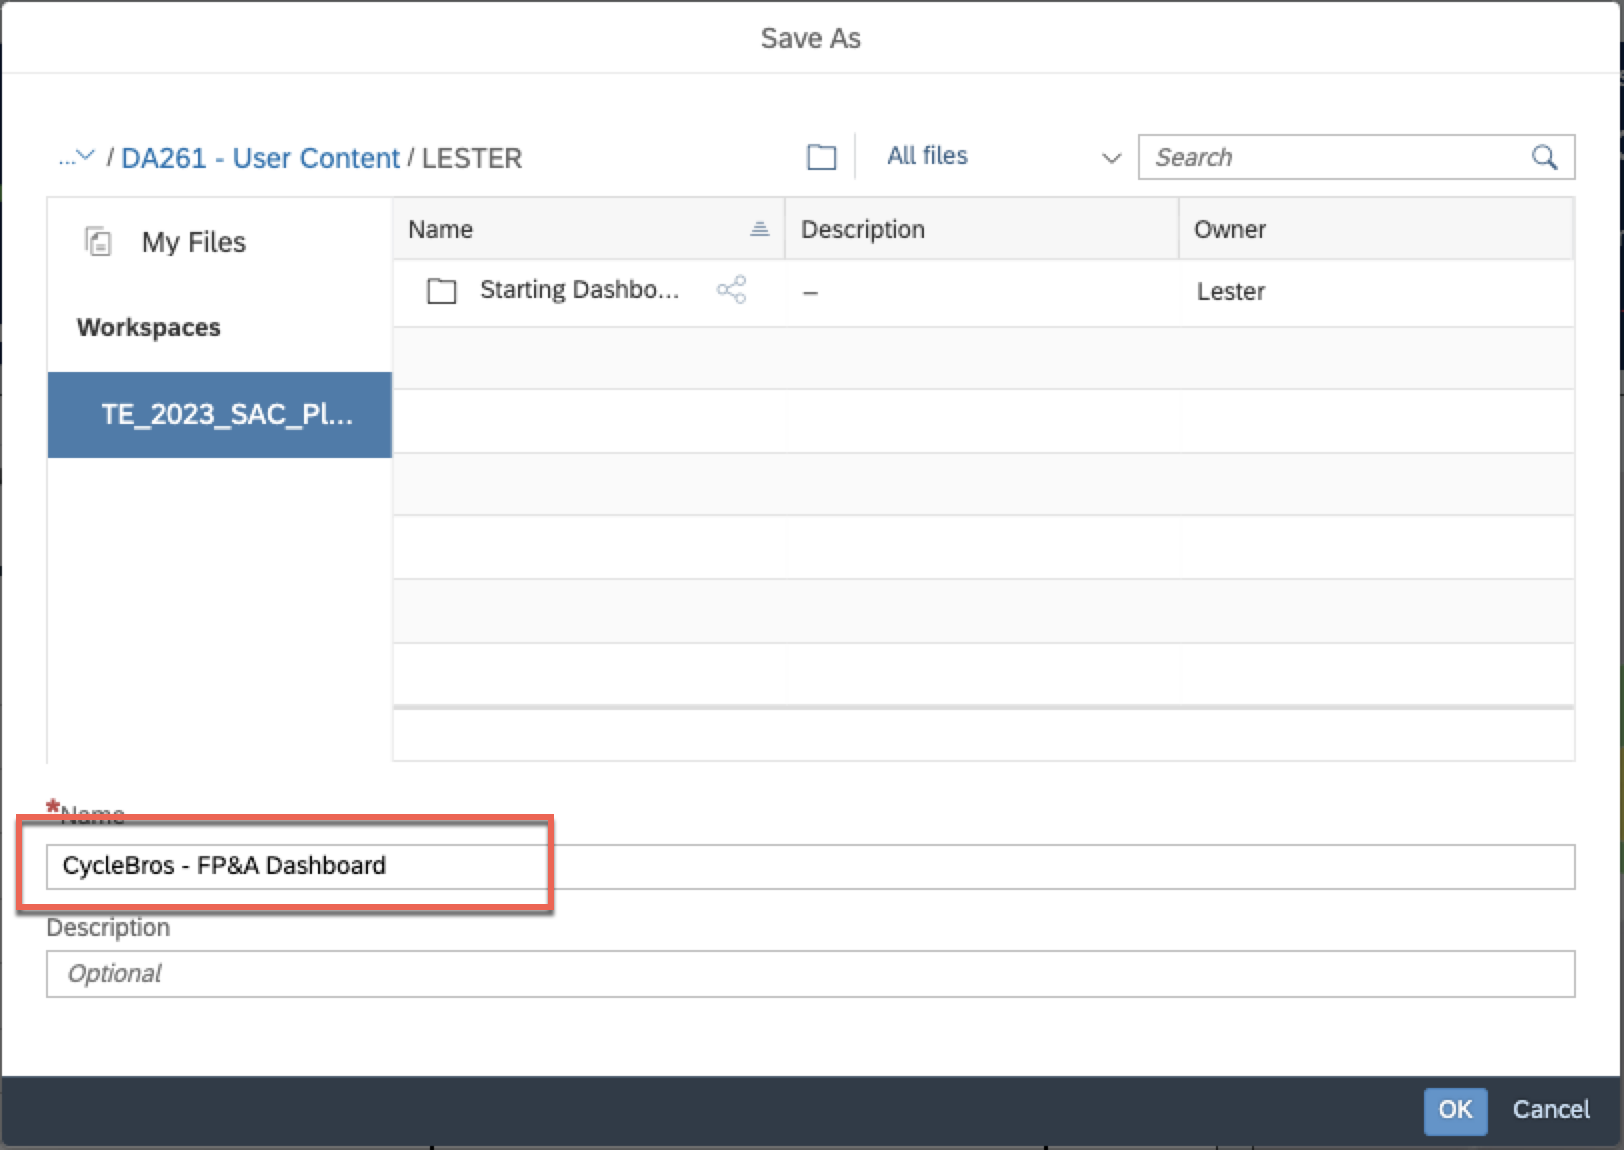 Save As
... / DA261 - User Content / LESTER
All files
Search
My Files
Workspaces
TE_2023_SAC_Pl...
Name
Description
Owner
Starting Dashbo...
–
Lester
*Name
CycleBros - FP&A Dashboard
Description
Optional
OK
Cancel